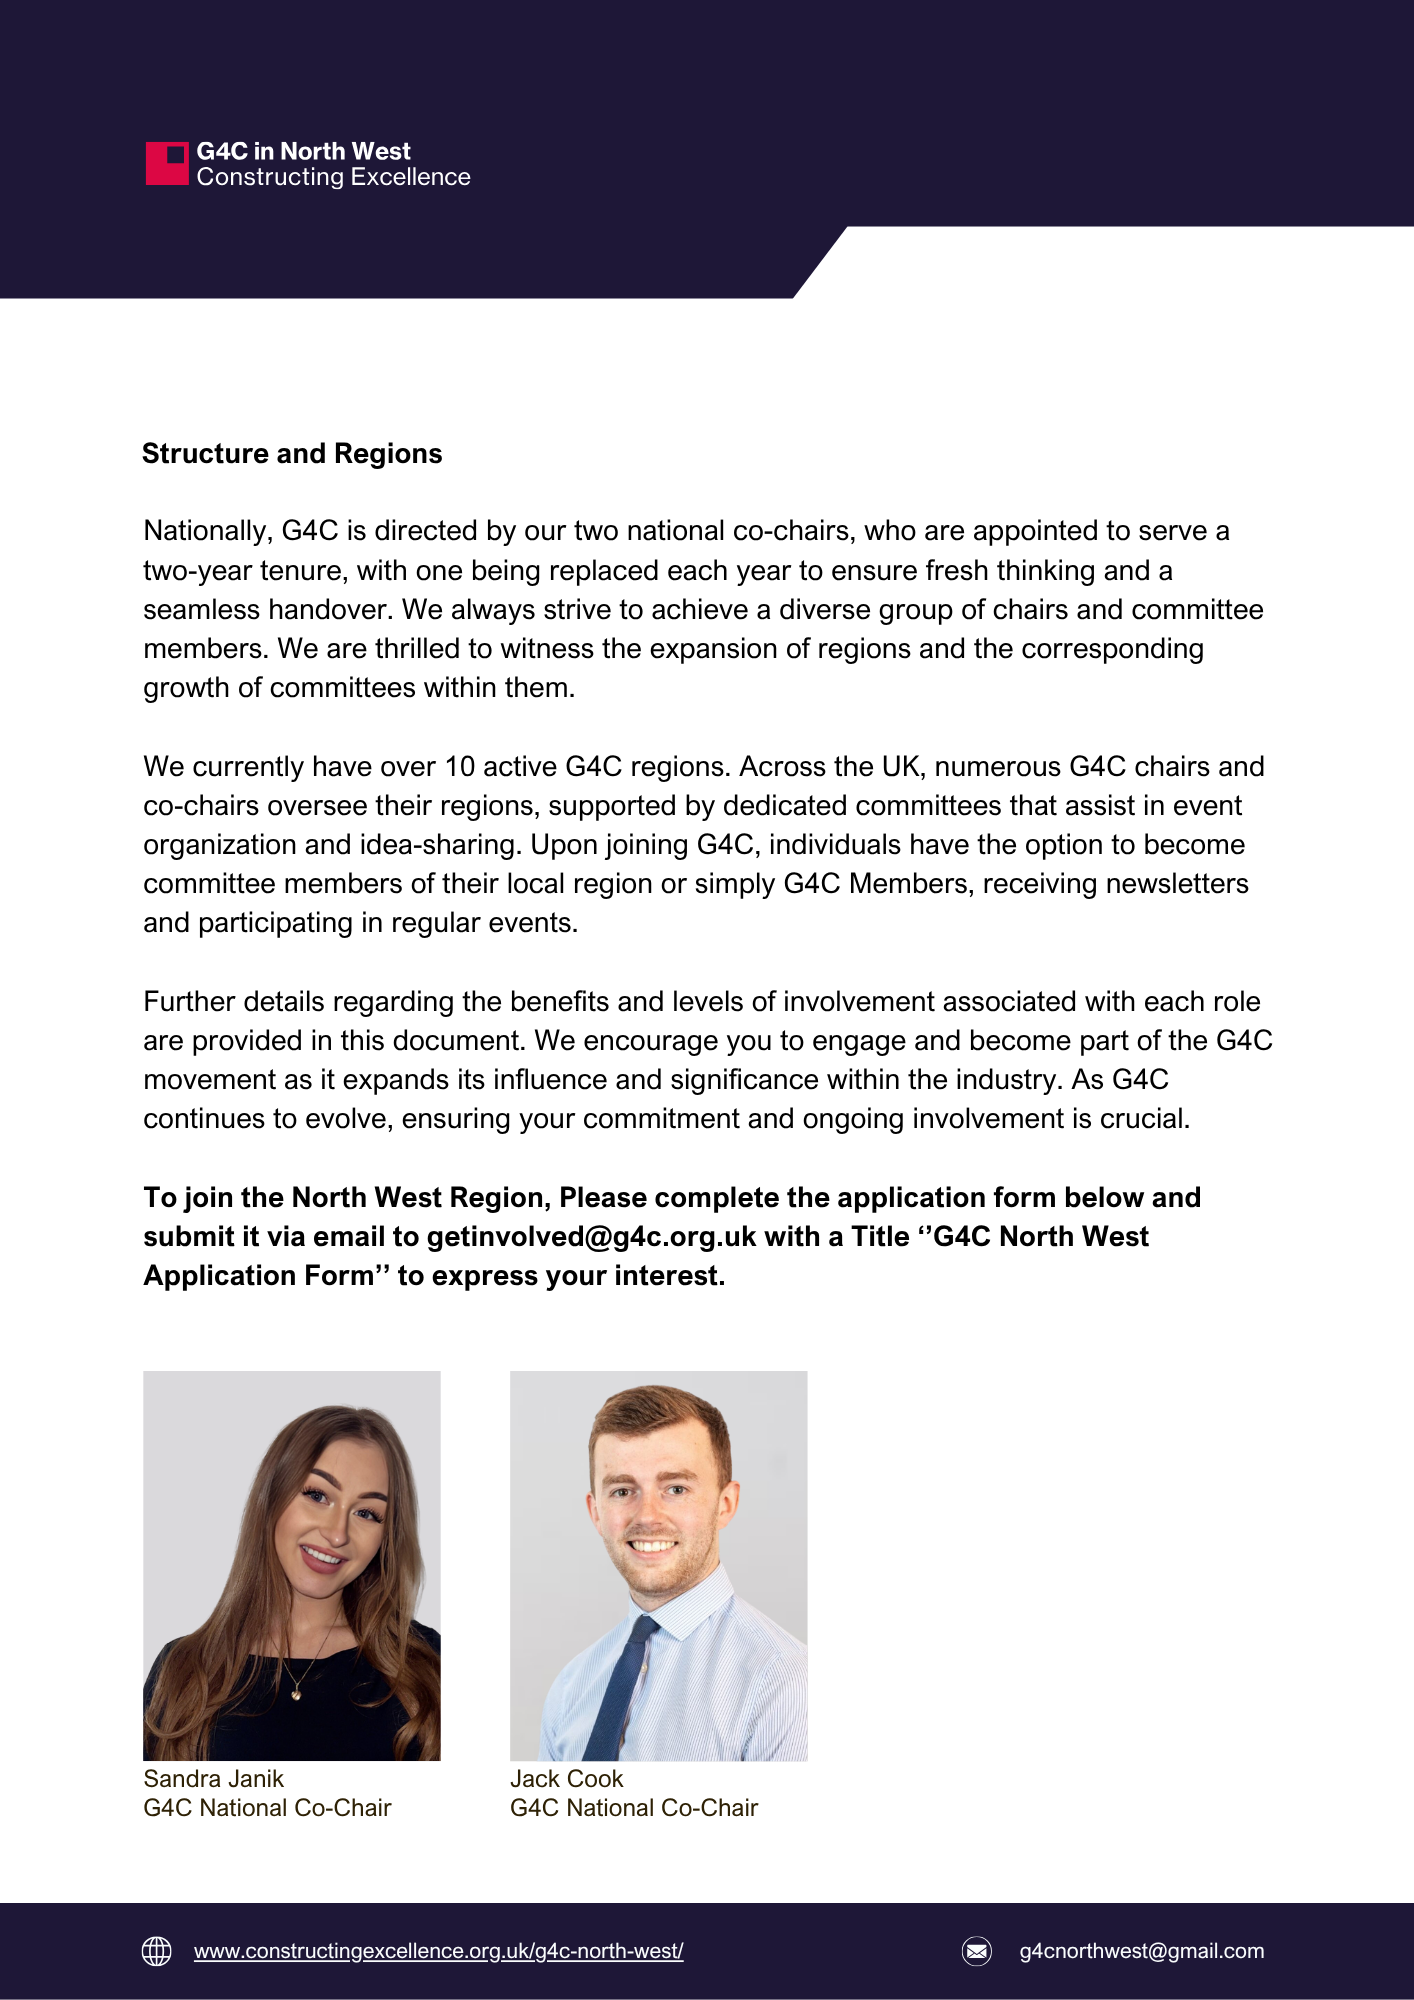 G4C in North West
Constructing Excellence
Structure and Regions
Nationally, G4C is directed by our two national co-chairs, who are appointed to serve a
two-year tenure, with one being replaced each year to ensure fresh thinking and a
seamless handover. We always strive to achieve a diverse group of chairs and committee
members. We are thrilled to witness the expansion of regions and the corresponding
growth of committees within them.
We currently have over 10 active G4C regions. Across the UK, numerous G4C chairs and
co-chairs oversee their regions, supported by dedicated committees that assist in event
organization and idea-sharing. Upon joining G4C, individuals have the option to become
committee members of their local region or simply G4C Members, receiving newsletters
and participating in regular events.
Further details regarding the benefits and levels of involvement associated with each role
are provided in this document. We encourage you to engage and become part of the G4C
movement as it expands its influence and significance within the industry. As G4C
continues to evolve, ensuring your commitment and ongoing involvement is crucial.
To join the North West Region, Please complete the application form below and
submit it via email to getinvolved@g4c.org.uk with a Title ‘’G4C North West
Application Form’’ to express your interest.
Sandra Janik
G4C National Co-Chair
Jack Cook
G4C National Co-Chair
www.constructingexcellence.org.uk/g4c-north-west/
g4cnorthwest@gmail.com